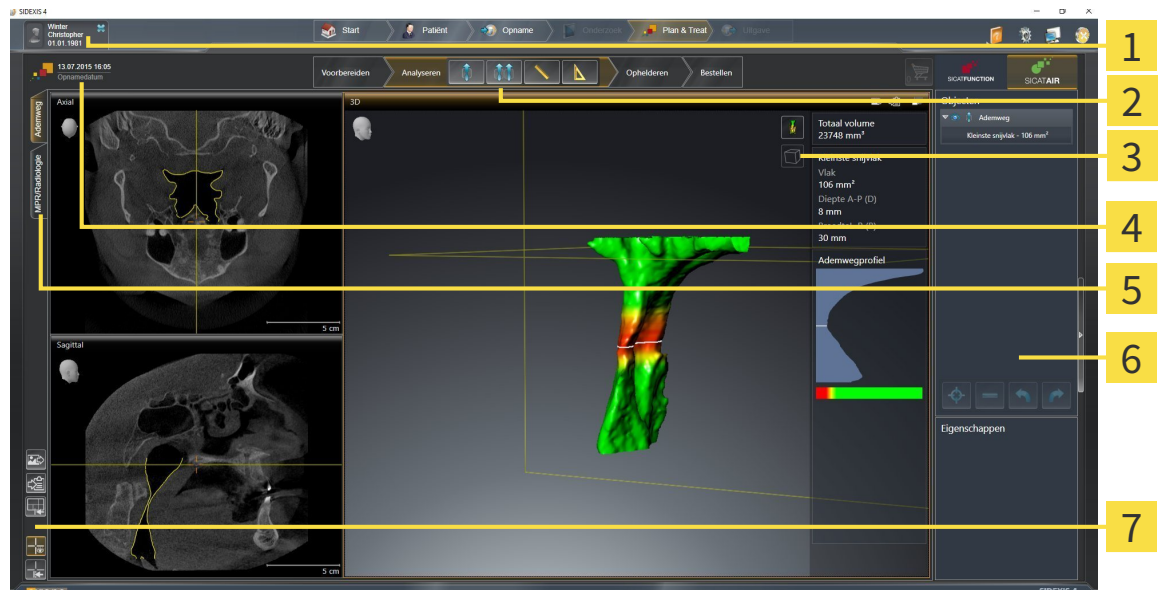 SIDEXIS 4
Winter
Christopher
01.01.1981
Start
Patiënt
Opname
Onderzoek
Plan & Treat
Uitgave
1
13.07.2015 16:05
Opnamedatum
Voorbereiden
Analyseren
Ophelderen
Bestellen
SICATFUNCTION
SICATAIR
2
Ademweg
MPR/Radiologie
Axial
5 cm
Sagittal
5 cm
3D
Totaal volume
23748 mm³
Kleinste snijvlak
Vlak
106 mm²
Diepte A-P (D)
8 mm
30 mm
Ademwegprofiel
Objecten
Ademweg
Kleinste snijvlak - 106 mm²
Eigenschappen
3
4
5
6
7
SIDEXIS 4